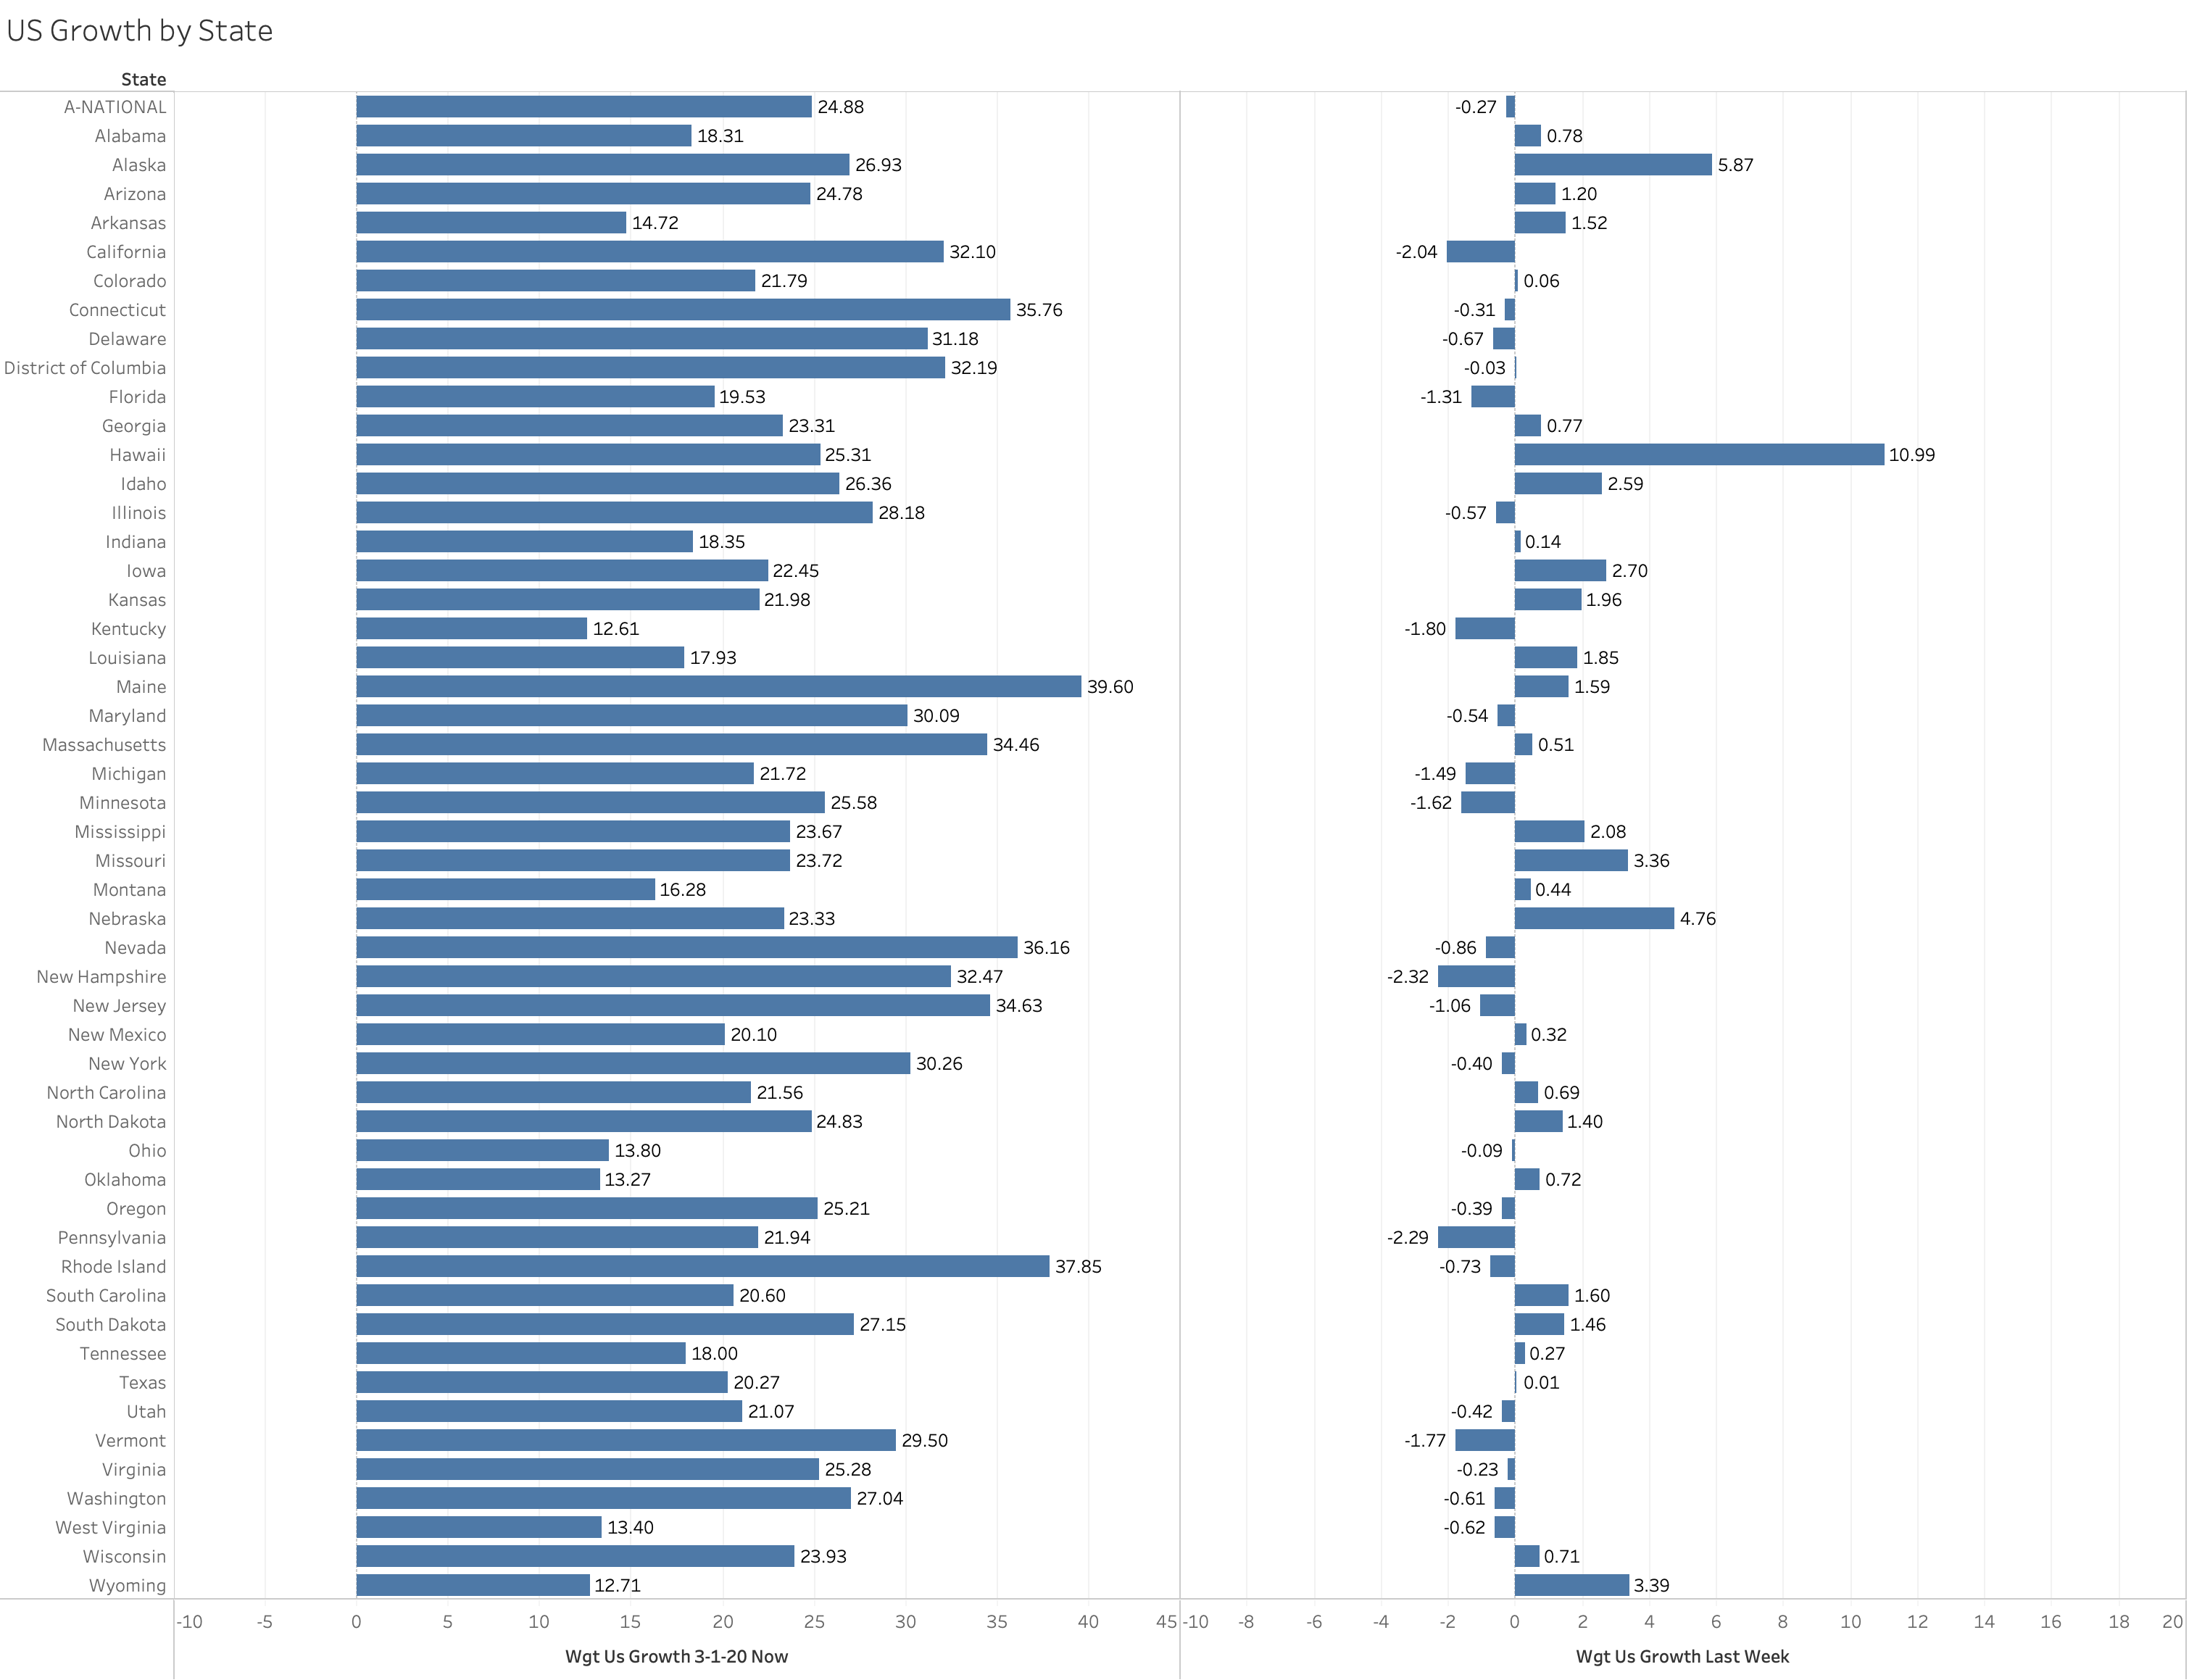 US Growth by State
State
A-NATIONAL 24.88 -0.27
Alabama 18.31 0.78
Alaska 26.93 5.87
Arizona 24.78 1.20
Arkansas 14.72 1.52
California 32.10 -2.04
Colorado 21.79 0.06
Connecticut 35.76 -0.31
Delaware 31.18 -0.67
District of Columbia 32.19 -0.03
Florida 19.53 -1.31
Georgia 23.31 0.77
Hawaii 25.31 10.99
Idaho 26.36 2.59
Illinois 28.18 -0.57
Indiana 18.35 0.14
Iowa 22.45 2.70
Kansas 21.98 1.96
Kentucky 12.61 -1.80
Louisiana 17.93 1.85
Maine 39.60 1.59
Maryland 30.09 -0.54
Massachusetts 34.46 0.51
Michigan 21.72 -1.49
Minnesota 25.58 -1.62
Mississippi 23.67 2.08
Missouri 23.72 3.36
Montana 16.28 0.44
Nebraska 23.33 4.76
Nevada 36.16 -0.86
New Hampshire 32.47 -2.32
New Jersey 34.63 -1.06
New Mexico 20.10 0.32
New York 30.26 -0.40
North Carolina 21.56 0.69
North Dakota 24.83 1.40
Ohio 13.80 -0.09
Oklahoma 13.27 0.72
Oregon 25.21 -0.39
Pennsylvania 21.94 -2.29
Rhode Island 37.85 -0.73
South Carolina 20.60 1.60
South Dakota 27.15 1.46
Tennessee 18.00 0.27
Texas 20.27 0.01
Utah 21.07 -0.42
Vermont 29.50 -1.77
Virginia 25.28 -0.23
Washington 27.04 -0.61
West Virginia 13.40 -0.62
Wisconsin 23.93 0.71
Wyoming 12.71 3.39
-10 -5 0 5 10 15 20 25 30 35 40 45 -10 -8 -6 -4 -2 0 2 4 6 8 10 12 14 16 18 20
Wgt Us Growth 3-1-20 Now Wgt Us Growth Last Week